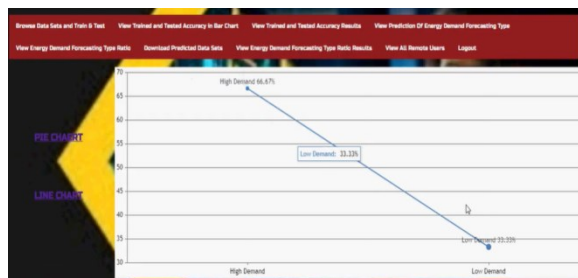 Browse Data Sets and Train & Test View Trained and Tested Accuracy in Bar Chart View Trained and Tested Accuracy Results View Prediction Of Energy Demand Forecasting Type
View Energy Demand Forecasting Type Ratio Download Predicted Data Sets View Energy Demand Forecasting Type Ratio Results View All Remote Users Logout
70
High Demand 66.67%
65
60
55
PIE CHART
Low Demand: 33.33%
50
45
LINE CHART
40
35
Low Demand 33.33%
30
High Demand Low Demand